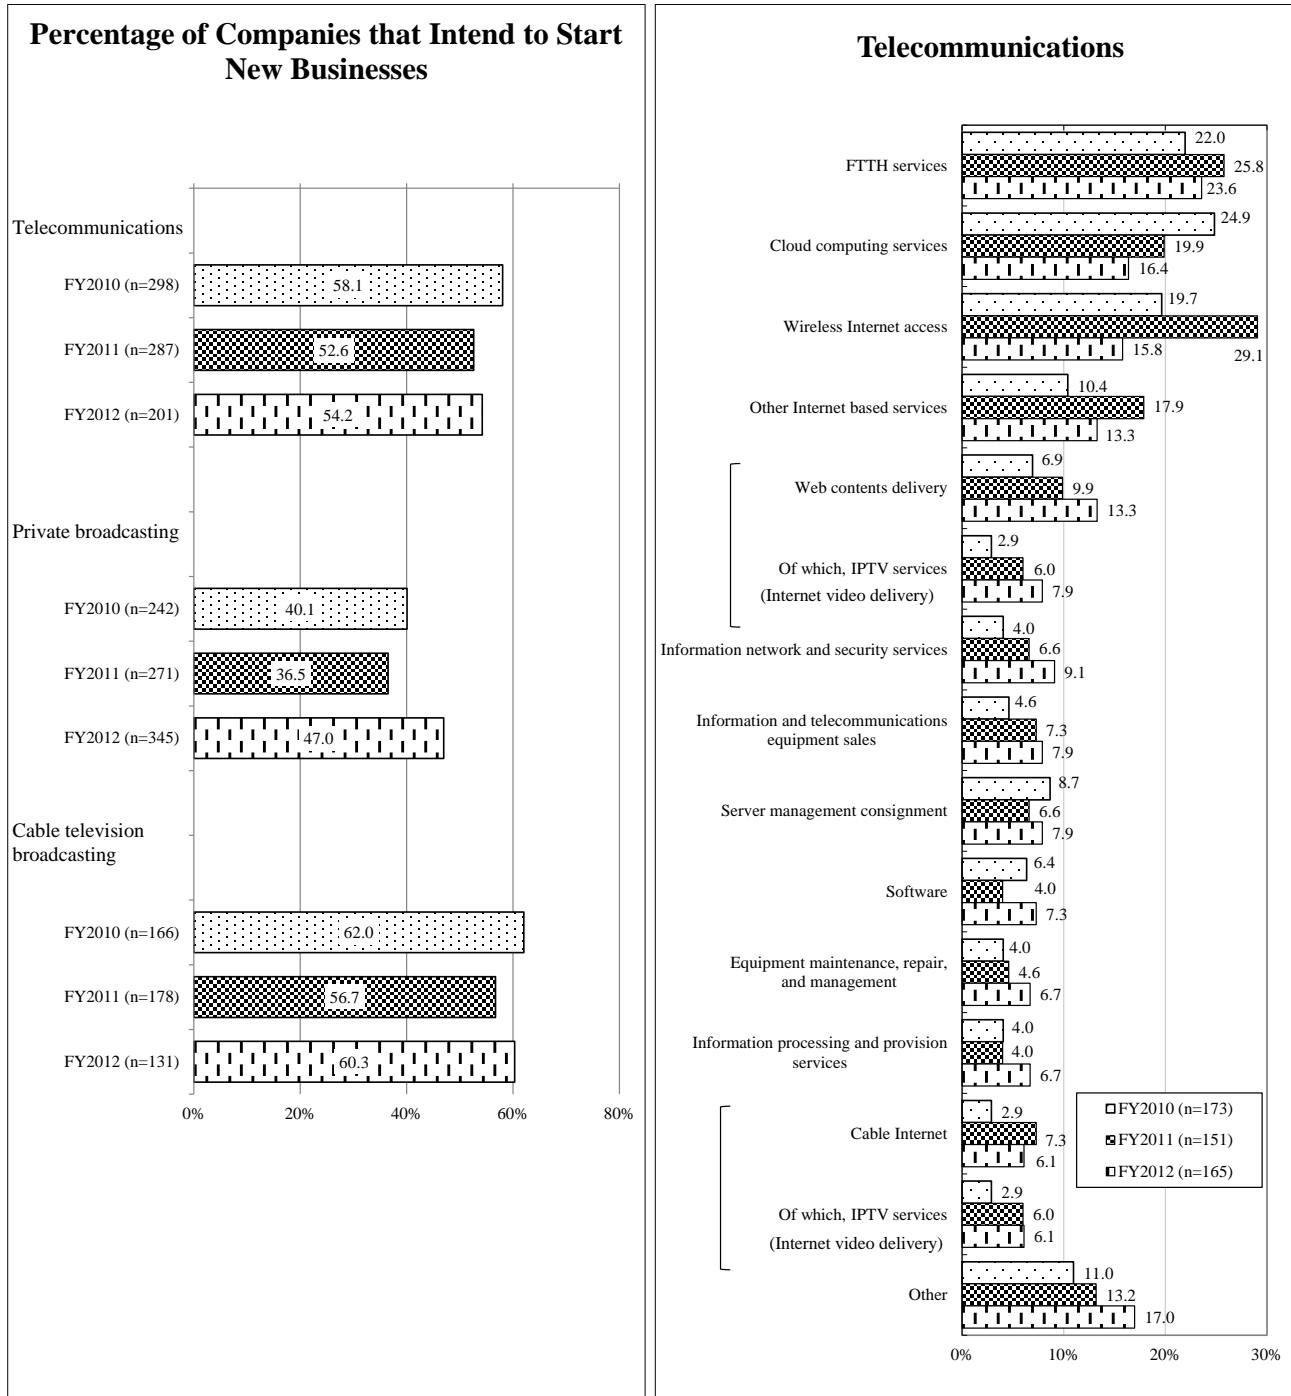 Percentage of Companies that Intend to Start
New Businesses
Telecommunications
FY2010 (n=298)
58.1
FY2011 (n=287)
52.6
FY2012 (n=201)
54.2
Private broadcasting
FY2010 (n=242)
40.1
FY2011 (n=271)
36.5
FY2012 (n=345)
47.0
Cable television
broadcasting
FY2010 (n=166)
62.0
FY2011 (n=178)
56.7
FY2012 (n=131)
60.3
0% 20% 40% 60% 80%
Telecommunications
0% 10% 20% 30%
FTTH services
22.0
25.8
23.6
Cloud computing services
24.9
19.9
16.4
Wireless Internet access
19.7
29.1
15.8
Other Internet based services
10.4
17.9
13.3
Web contents delivery
6.9
9.9
13.3
Of which, IPTV services
(Internet video delivery)
2.9
6.0
7.9
Information network and security services
4.0
6.6
9.1
Information and telecommunications
equipment sales
4.6
7.3
7.9
Server management consignment
8.7
6.6
7.9
Software
6.4
4.0
7.3
Equipment maintenance, repair,
and management
4.0
4.6
6.7
Information processing and provision
services
4.0
4.0
6.7
Cable Internet
2.9
7.3
6.1
Of which, IPTV services
(Internet video delivery)
2.9
6.0
6.1
Other
11.0
13.2
17.0
FY2010 (n=173)
FY2011 (n=151)
FY2012 (n=165)
0% 10% 20% 30%